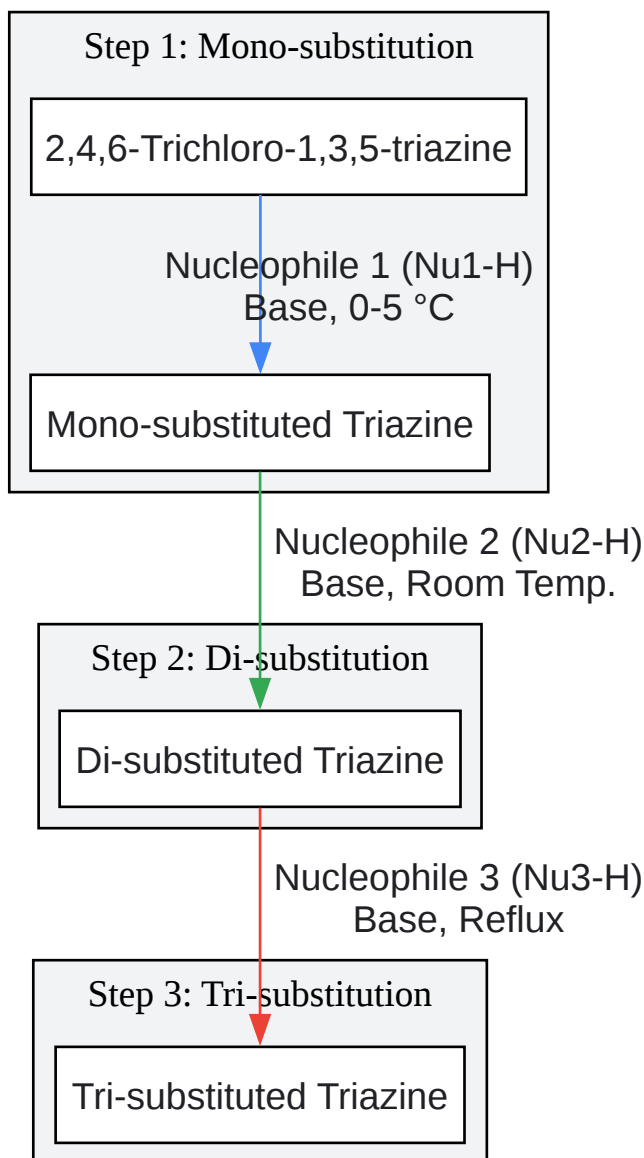 Step 1: Mono-substitution
2,4,6-Trichloro-1,3,5-triazine
Nucleophile 1 (Nu1-H)
Base, 0-5 °C
Mono-substituted Triazine
Nucleophile 2 (Nu2-H)
Base, Room Temp.
Step 2: Di-substitution
Di-substituted Triazine
Nucleophile 3 (Nu3-H)
Base, Reflux
Step 3: Tri-substitution
Tri-substituted Triazine